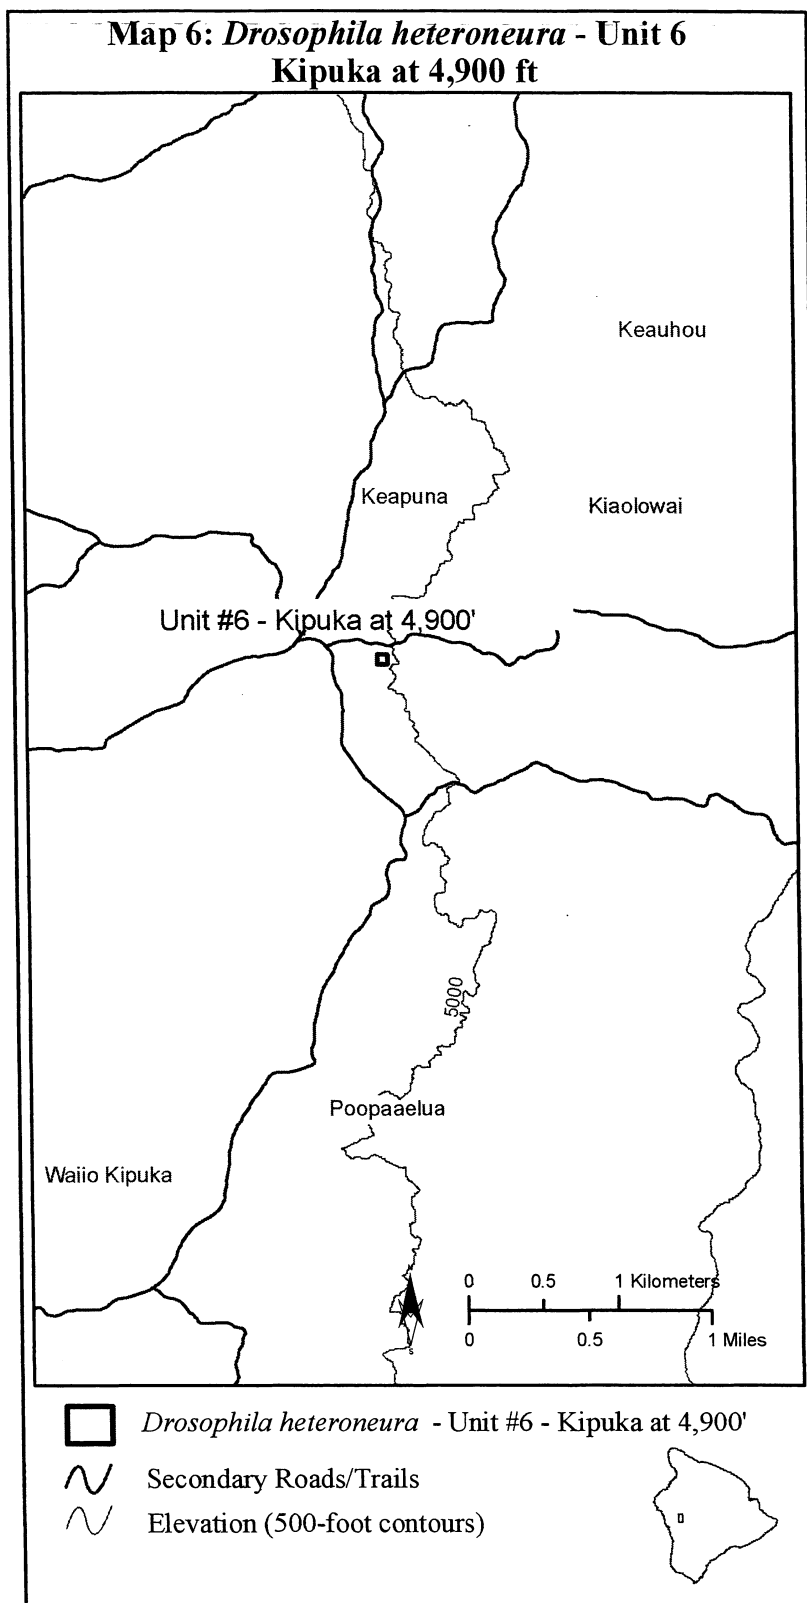 Map 6: Drosophila heteroneura - Unit 6
Kipuka at 4,900 ft
Keauhou
Keapuna
Kiaolowai
Unit #6 - Kipuka at 4,900'
5000
Poopaaelua
Waiio Kipuka
0 0.5 1 Kilometers
0 0.5 1 Miles
S
Drosophila heteroneura - Unit #6 - Kipuka at 4,900'
Secondary Roads/Trails
Elevation (500-foot contours)